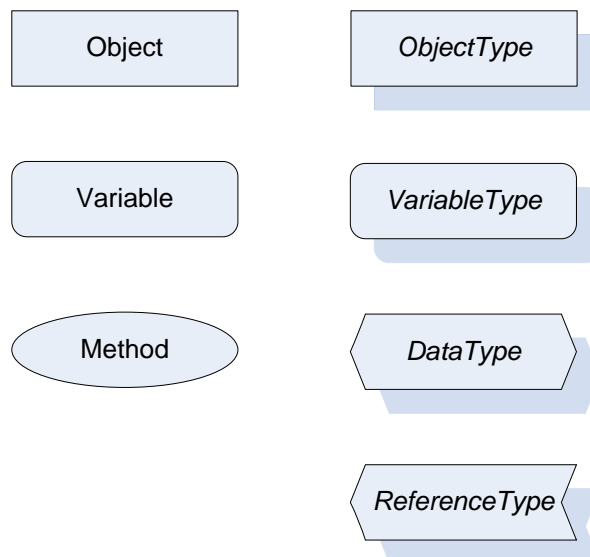 Object
ObjectType
Variable
VariableType
Method
DataType
ReferenceType